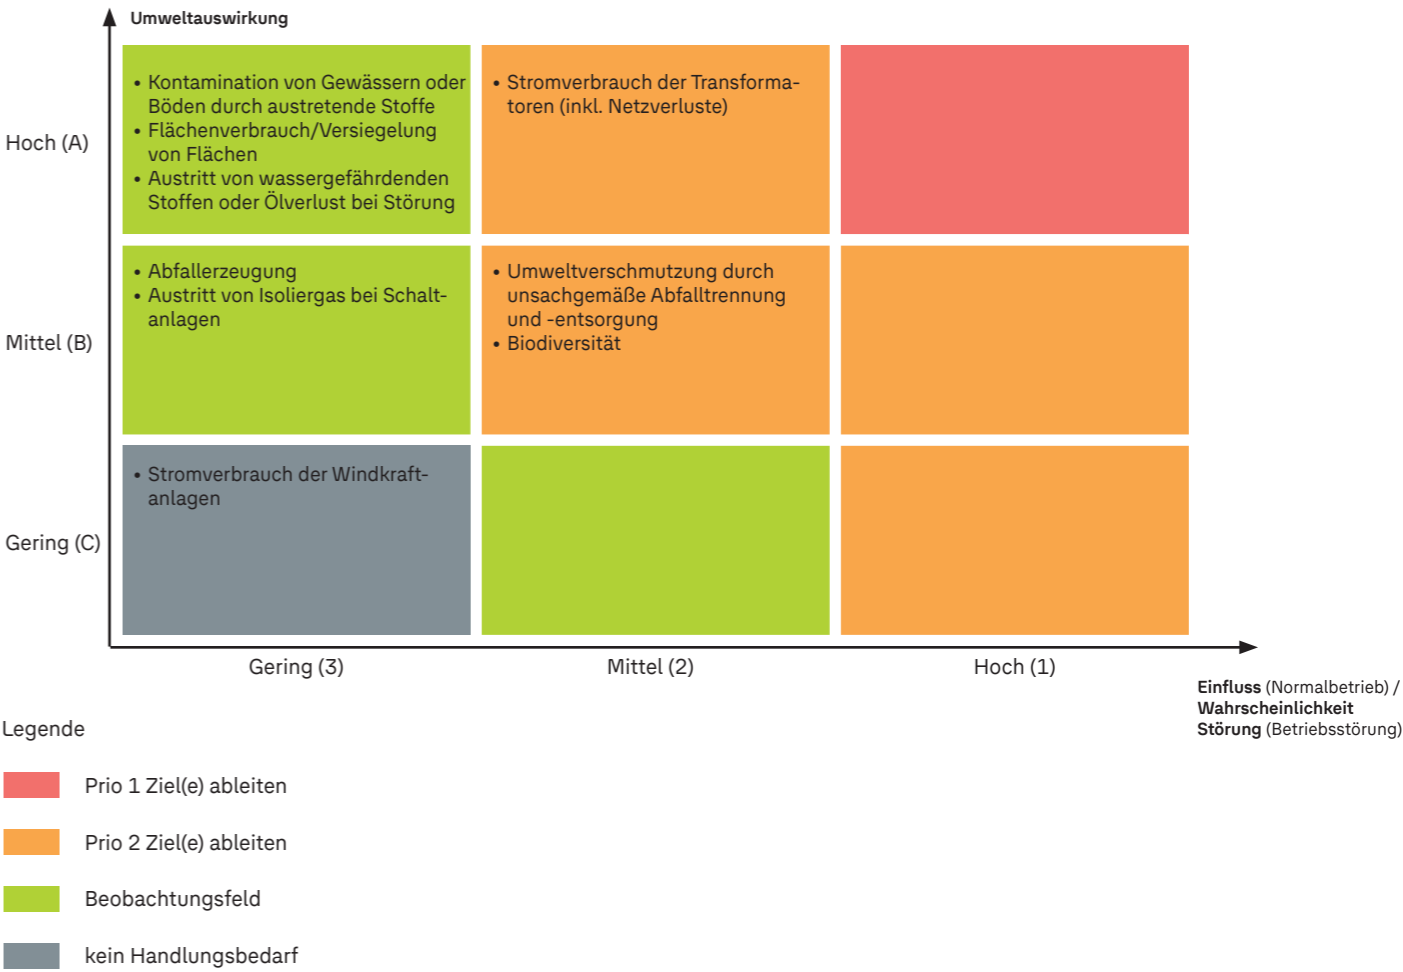 Umweltauswirkung
Hoch (A)
• Kontamination von Gewässern oder
Böden durch austretende Stoffe
• Flächenverbrauch/Versiegelung
von Flächen
• Austritt von wassergefährdenden
Stoffen oder Ölverlust bei Störung
• Stromverbrauch der Transforma-
toren (inkl. Netzverluste)
Mittel (B)
• Abfallerzeugung
• Austritt von Isoliergas bei Schalt-
anlagen
• Umweltverschmutzung durch
unsachgemäße Abfalltrennung
und -entsorgung
• Biodiversität
Gering (C)
• Stromverbrauch der Windkraft-
anlagen
Gering (3)
Mittel (2)
Hoch (1)
Einfluss (Normalbetrieb) /
Wahrscheinlichkeit
Störung (Betriebsstörung)
Legende
Prio 1 Ziel(e) ableiten
Prio 2 Ziel(e) ableiten
Beobachtungsfeld
kein Handlungsbedarf